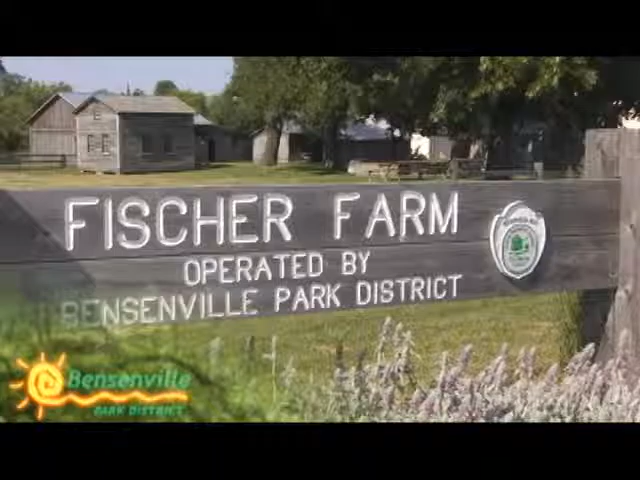 FISCHER FARM
OPERATED BY
BENSENVILLE PARK DISTRICT
Bensenville
PARK DISTRICT